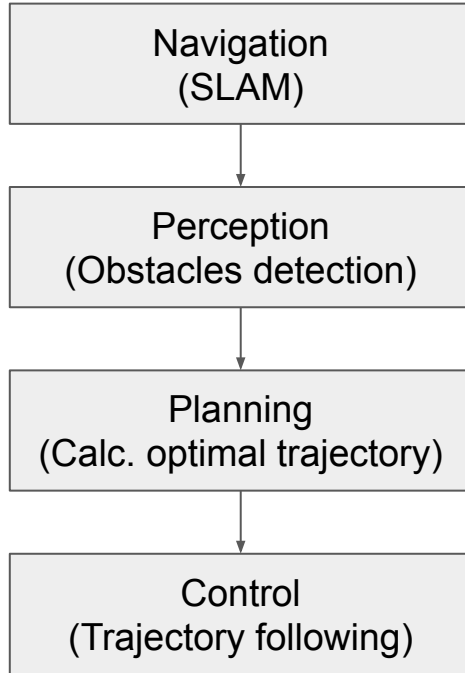 Navigation
(SLAM)
Perception
(Obstacles detection)
Planning
(Calc. optimal trajectory)
Control
(Trajectory following)